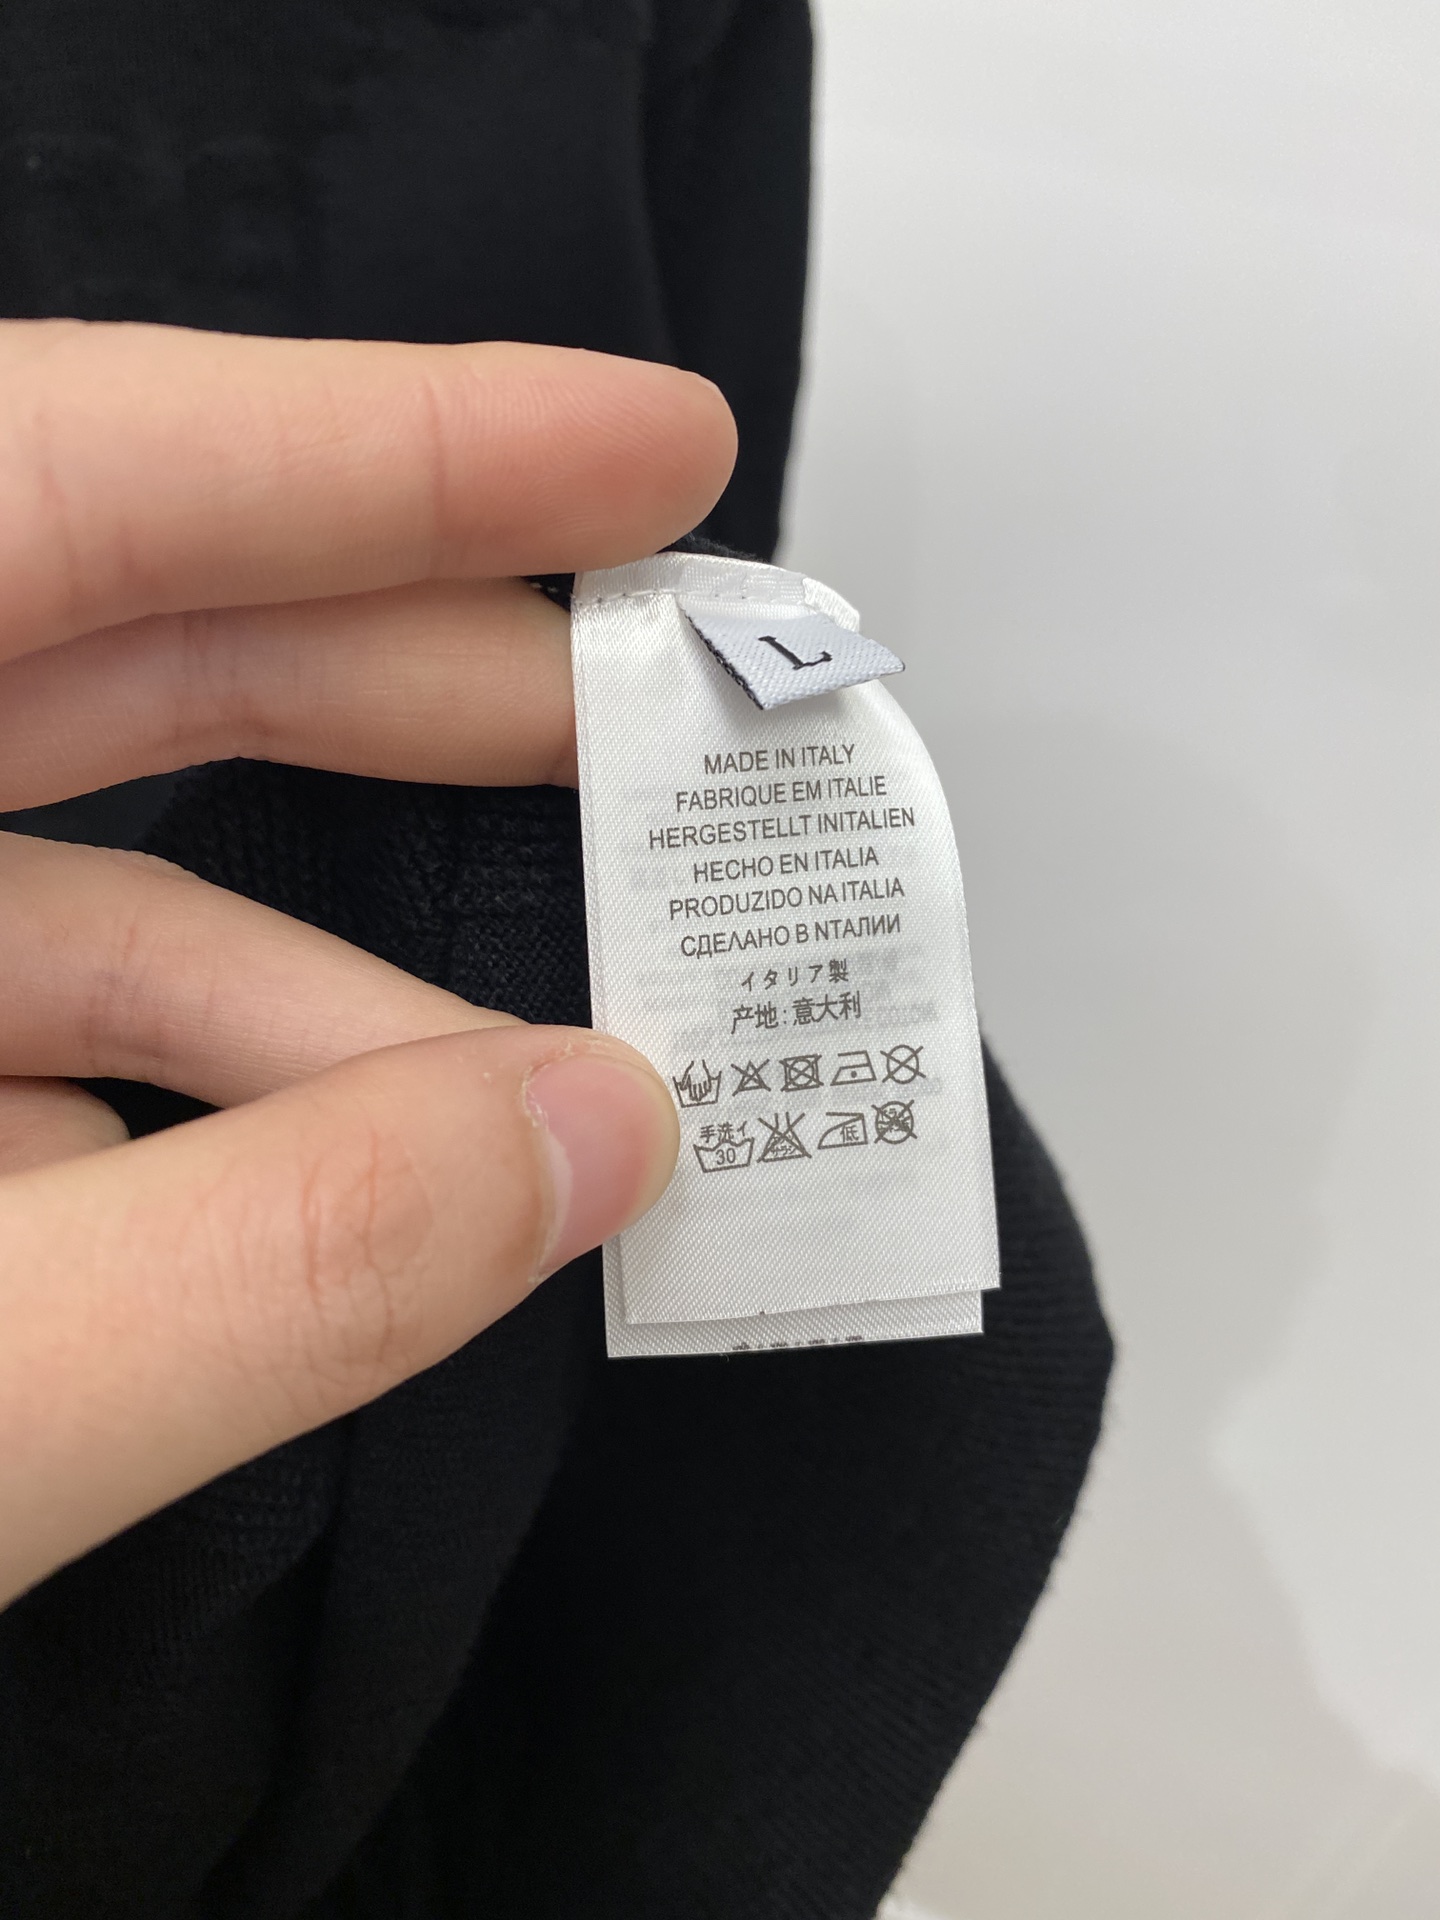 L
MADE IN ITALY
FABRIQUE EM ITALIE
HERGESTELLT INITALIEN
HECHO EN ITALIA
PRODUZIDO NA ITALIA
СДЕЛАНО В NТАЛИИ
イタリア製
产地:意大利
手洗イ
30
低